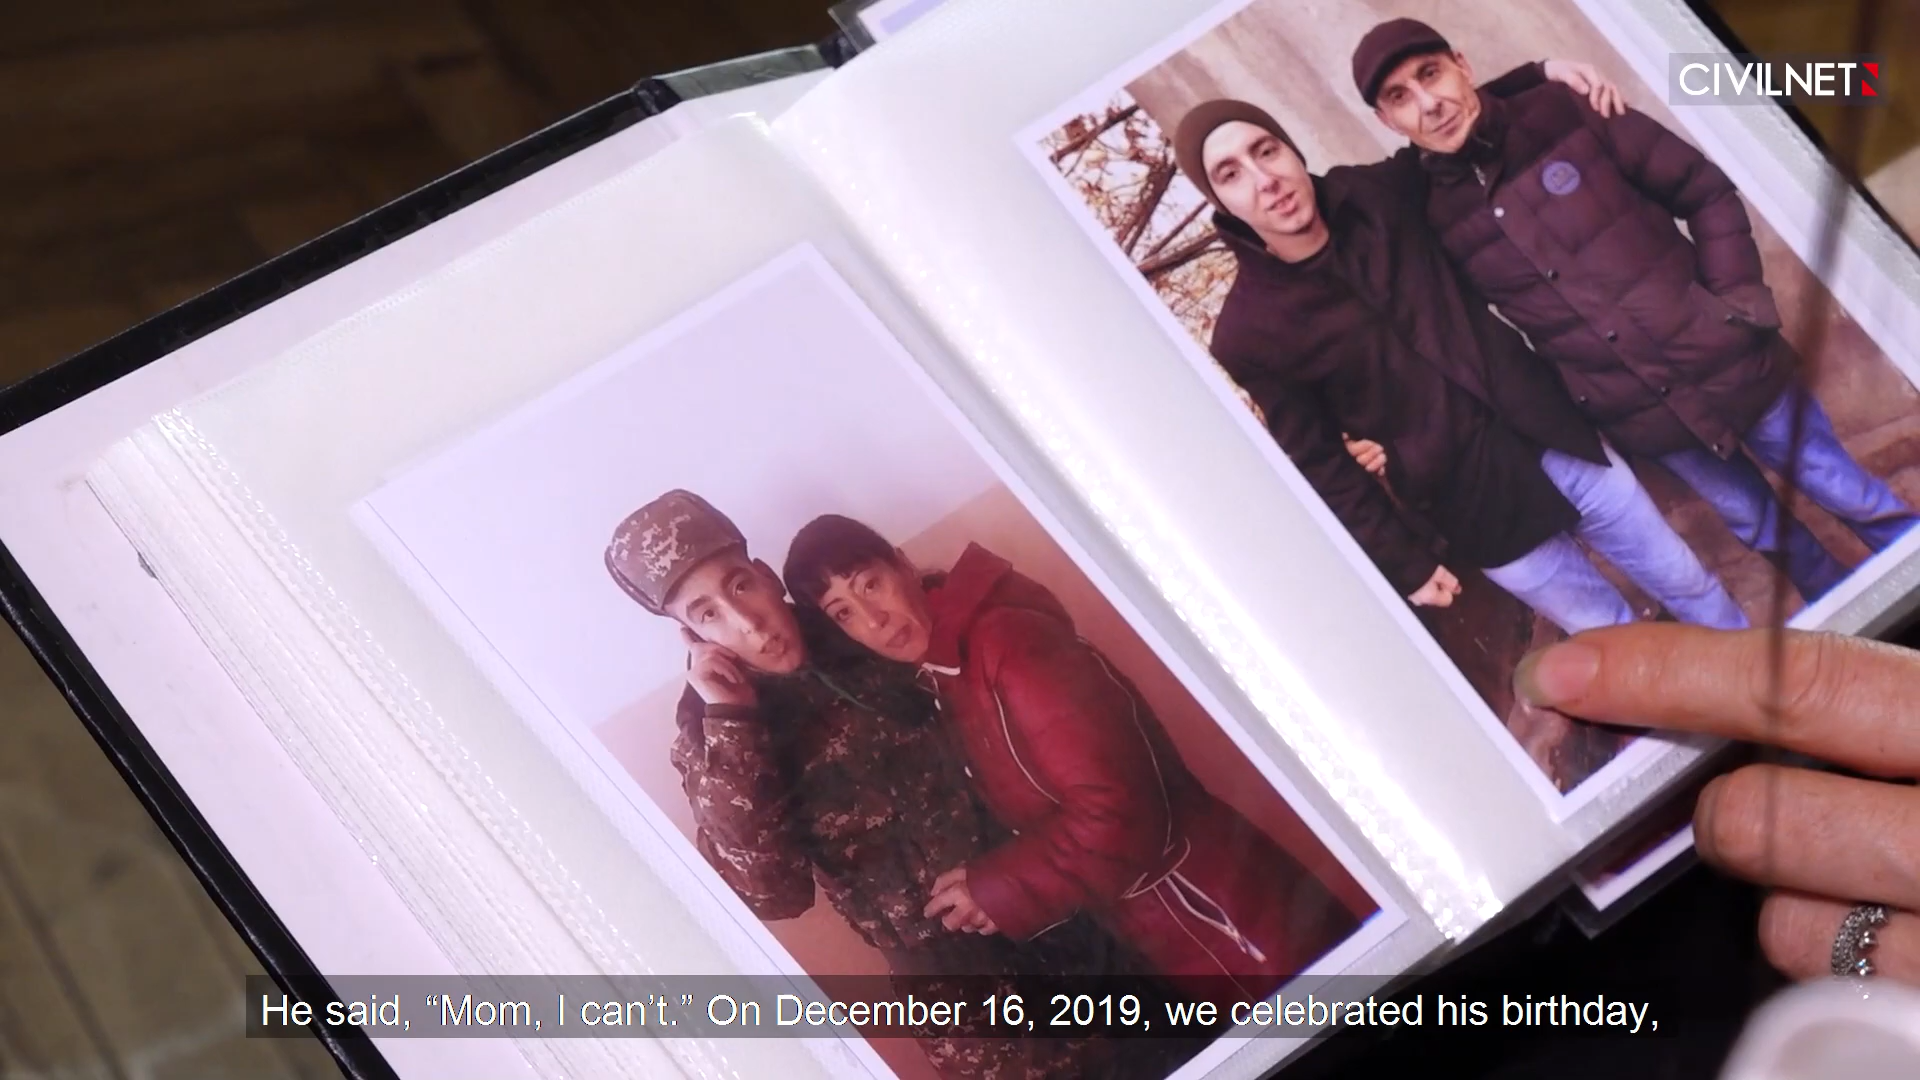 CIVILNET
He said, “Mom, I can’t.” On December 16, 2019, we celebrated his birthday,